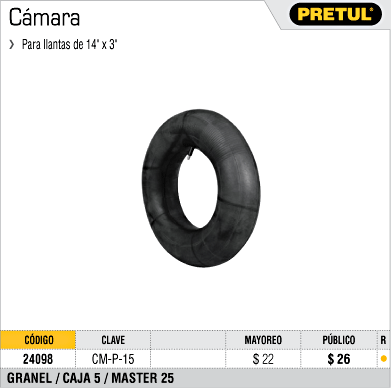 Cámara
PRETUL®
❯ Para llantas de 14" x 3"
CÓDIGO CLAVE MAYOREO PÚBLICO R
24098 CM-P-15 $ 22 $ 26 ●
GRANEL / CAJA 5 / MASTER 25